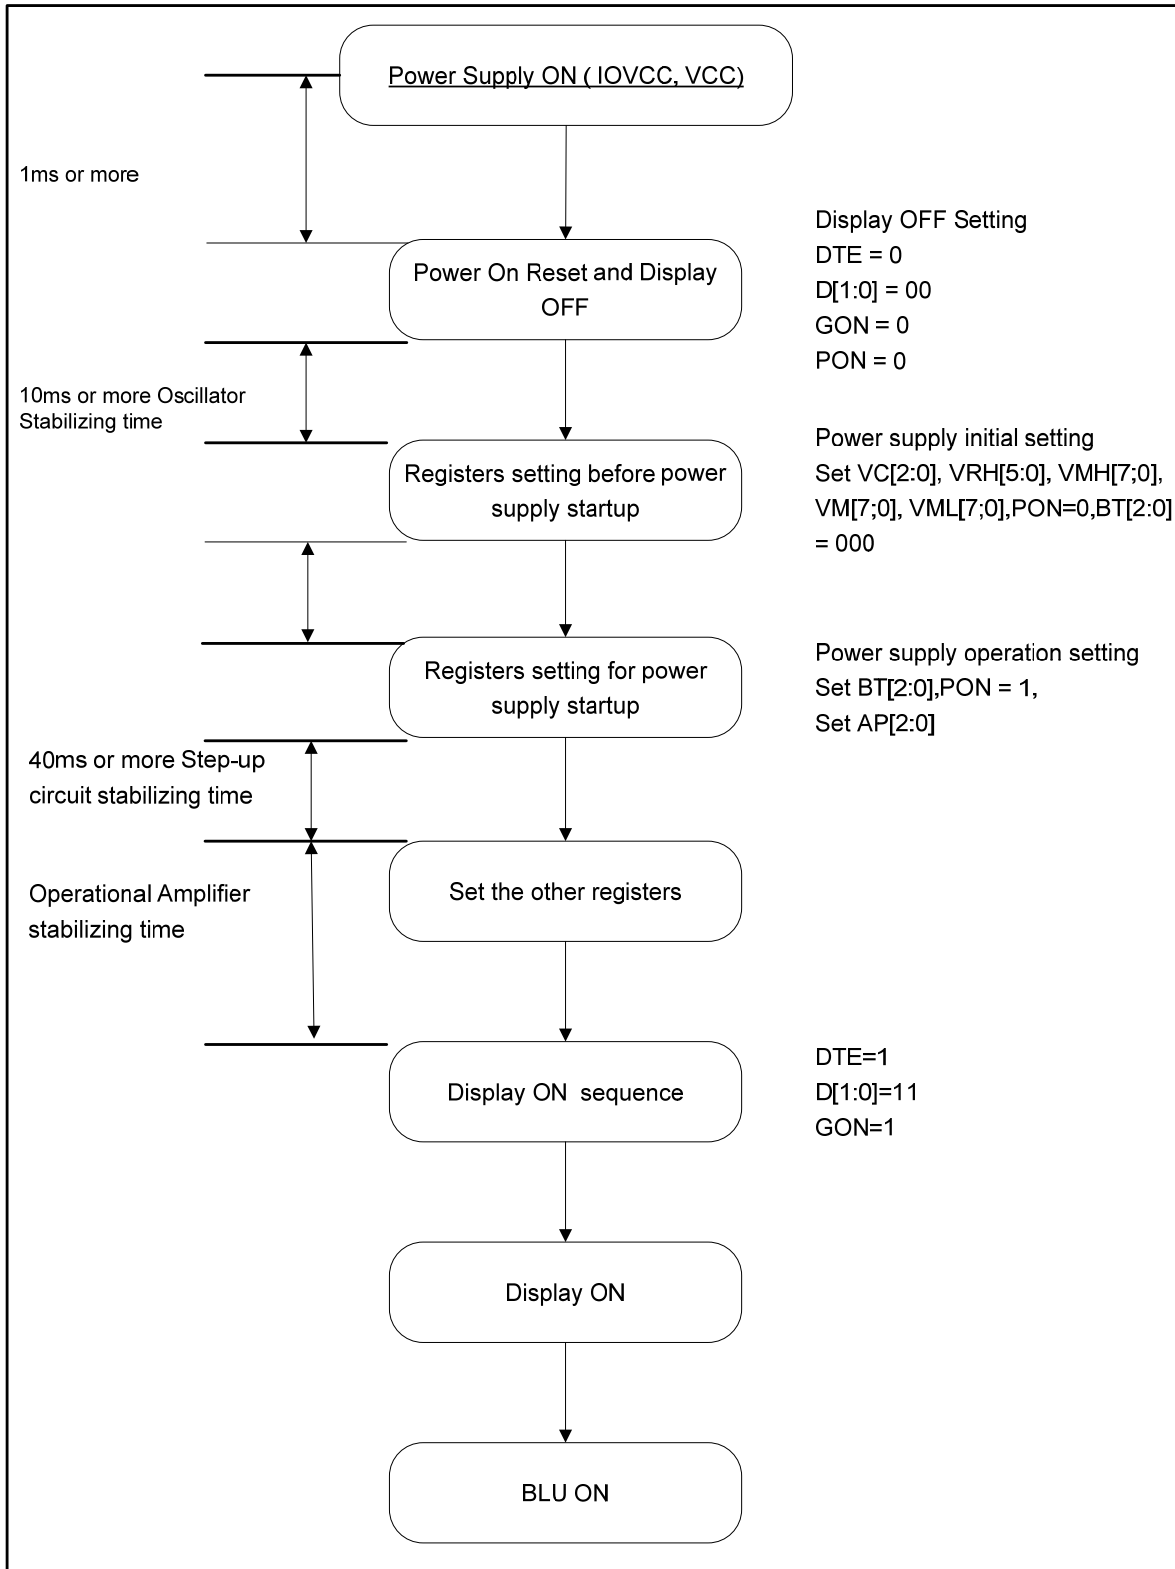 Power Supply ON ( IOVCC, VCC)
1ms or more
Power On Reset and Display
OFF
Display OFF Setting
DTE = 0
D[1:0] = 00
GON = 0
PON = 0
10ms or more Oscillator
Stabilizing time
Registers setting before power
supply startup
Power supply initial setting
Set VC[2:0], VRH[5:0], VMH[7;0],
VM[7;0], VML[7;0],PON=0,BT[2:0]
= 000
Registers setting for power
supply startup
Power supply operation setting
Set BT[2:0],PON = 1,
Set AP[2:0]
40ms or more Step-up
circuit stabilizing time
Set the other registers
Operational Amplifier
stabilizing time
Display ON sequence
DTE=1
D[1:0]=11
GON=1
Display ON
BLU ON